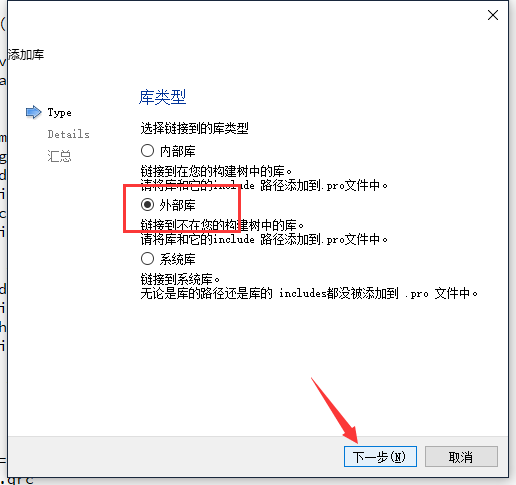 添加库
库类型
Type
Details
汇总
选择链接到的库类型
内部库
链接到在您的构建树中的库。
请将库和它的include 路径添加到.pro文件中。
外部库
链接到不在您的构建树中的库。
请将库和它的include 路径添加到.pro文件中。
系统库
链接到系统库。
无论是库的路径还是库的 includes都没被添加到 .pro 文件中。
下一步(N)
取消
.qrc